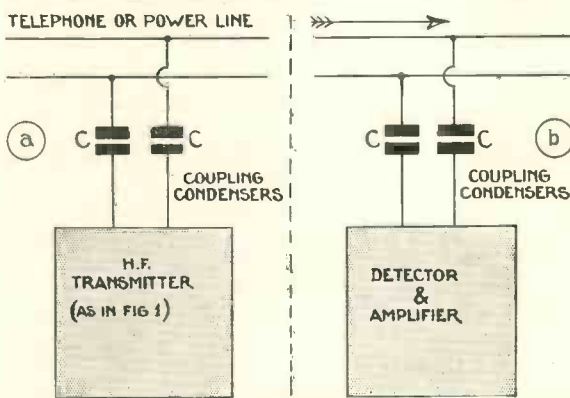 TELEPHONE OR POWER LINE
a
C
C
COUPLING
CONDENSERS
H.F.
TRANSMITTER
(AS IN FIG 1)
C
C
b
COUPLING
CONDENSERS
DETECTOR
&
AMPLIFIER